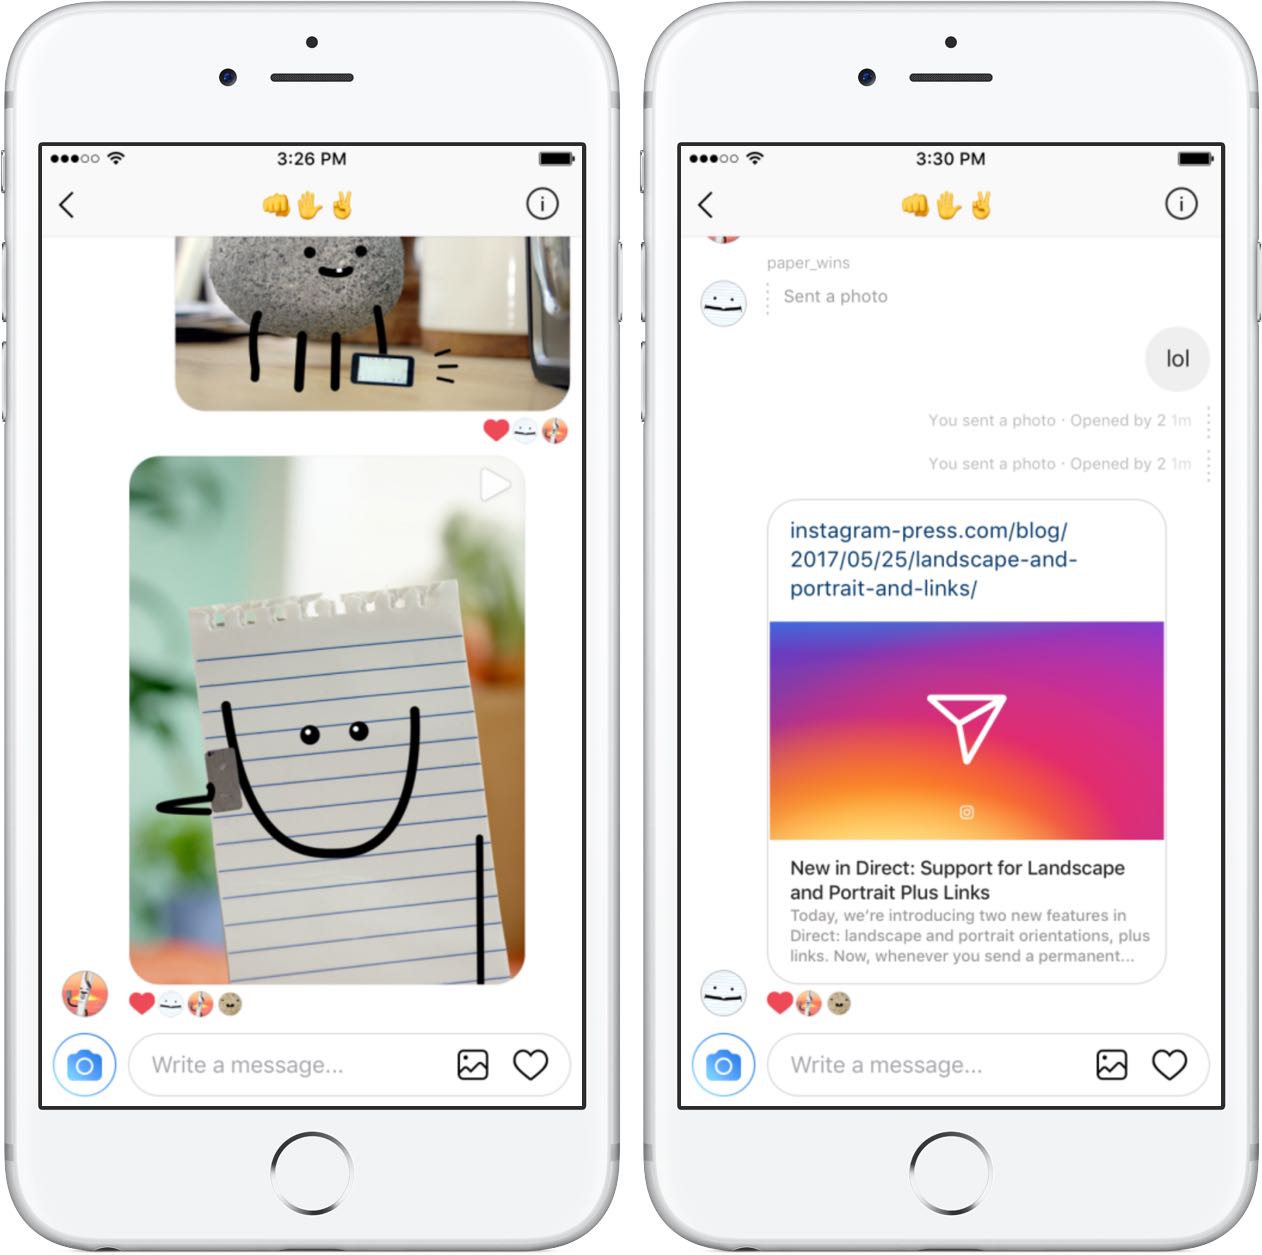 3:26 PM
👊✋✌
Write a message...
3:30 PM
👊✋✌
paper_wins
Sent a photo
lol
You sent a photo · Opened by 2 1m
You sent a photo · Opened by 2 1m
instagram-press.com/blog/
2017/05/25/landscape-and-
portrait-and-links/
New in Direct: Support for Landscape
and Portrait Plus Links
Today, we're introducing two new features in
Direct: landscape and portrait orientations, plus
links. Now, whenever you send a permanent...
Write a message...